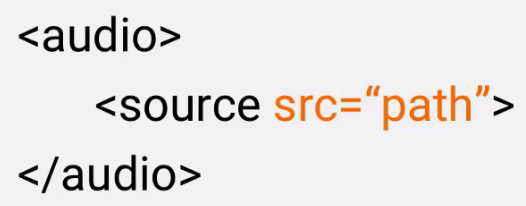 <audio>
<source src=“path”>
</audio>